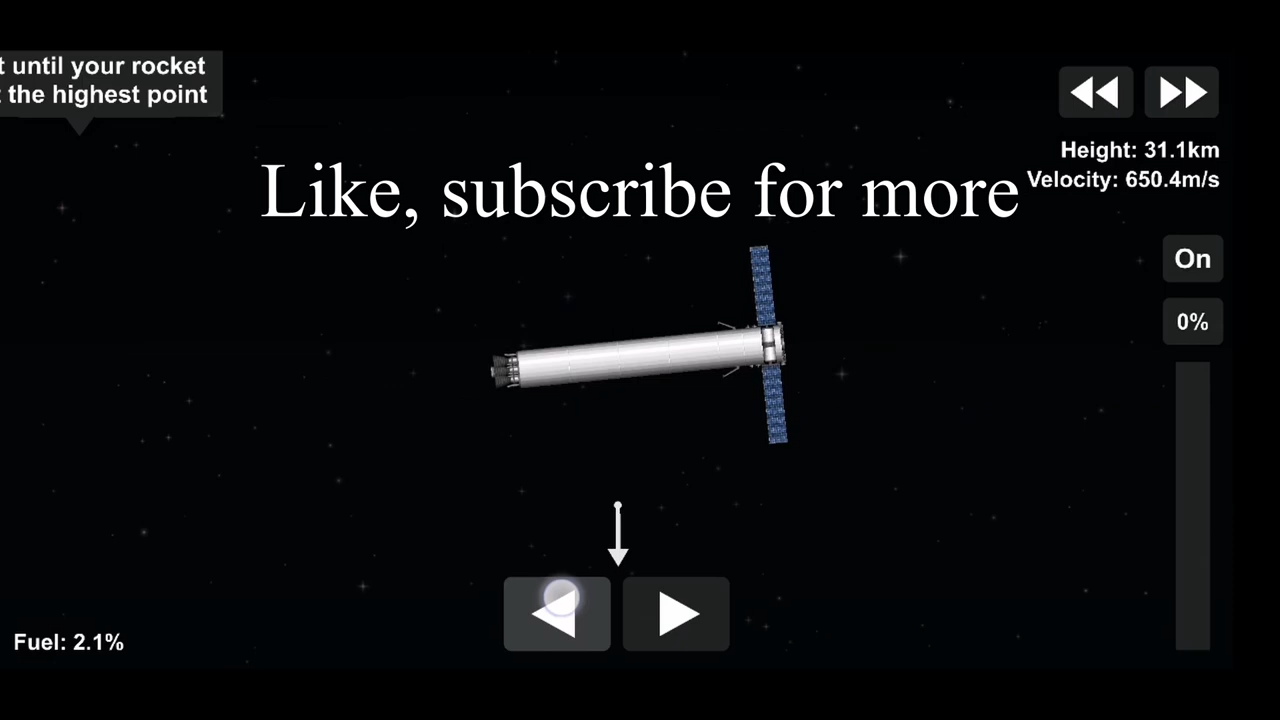 t until your rocket
t the highest point
Height: 31.1km
Like, subscribe for more
Velocity: 650.4m/s
On
0%
Fuel: 2.1%